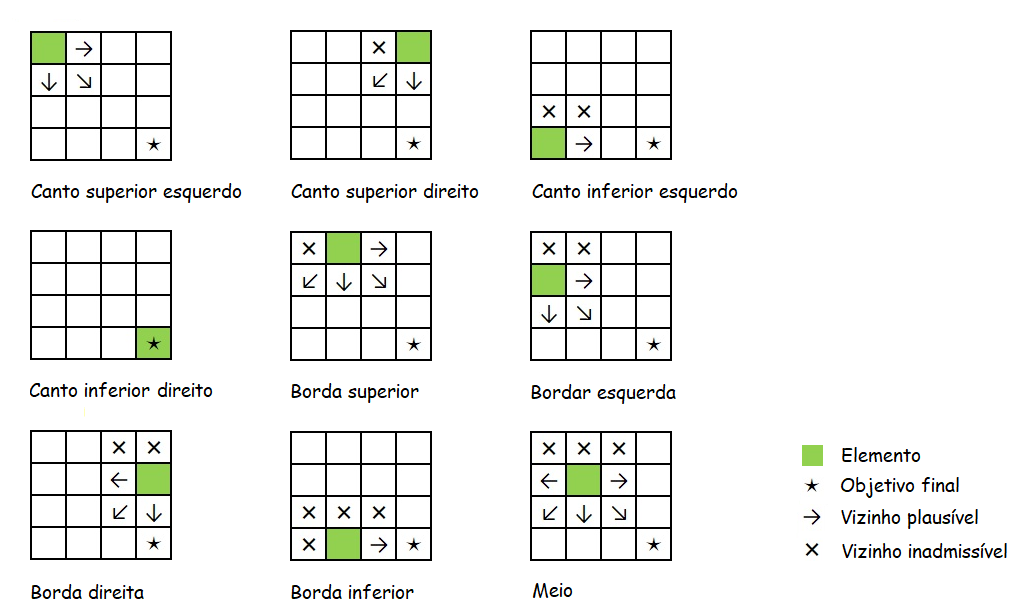 Canto superior esquerdo
Canto superior direito
Canto inferior esquerdo
Canto inferior direito
Borda superior
Bordar esquerda
Borda direita
Borda inferior
Meio
Elemento
Objetivo final
Vizinho plausível
Vizinho inadmissível